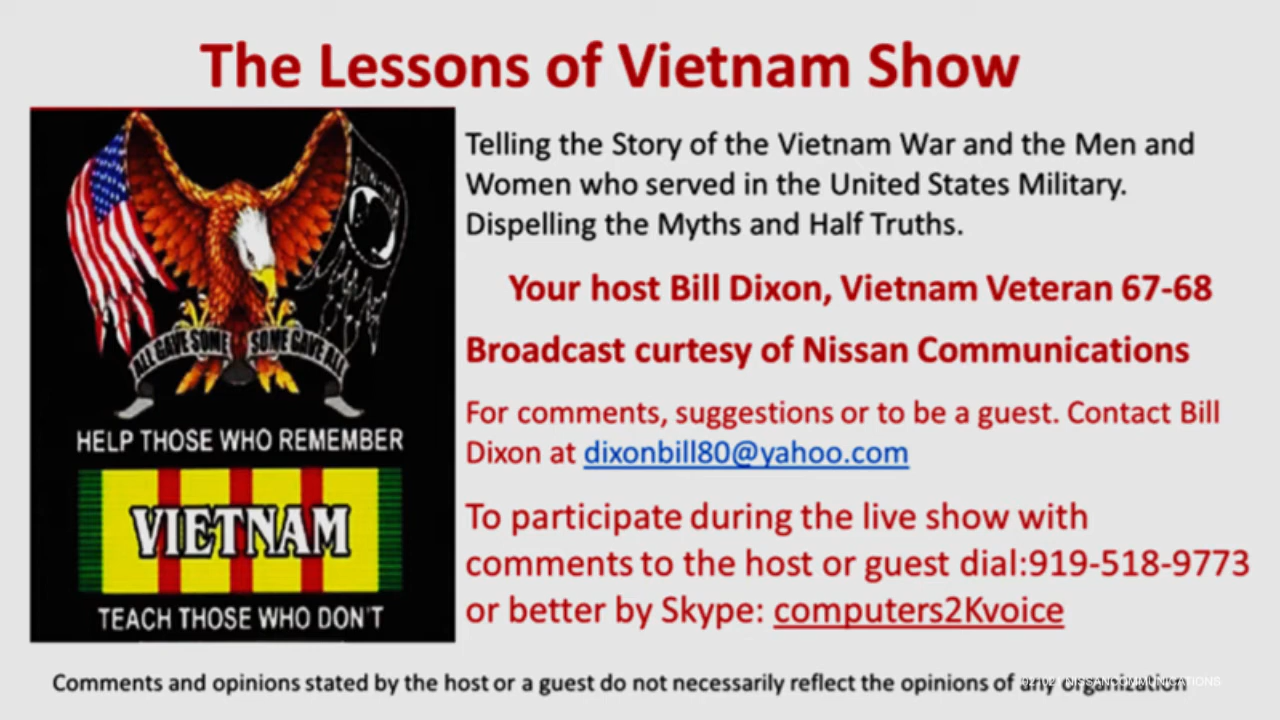 The Lessons of Vietnam Show
Telling the Story of the Vietnam War and the Men and
Women who served in the United States Military.
Dispelling the Myths and Half Truths.
Your host Bill Dixon, Vietnam Veteran 67-68
Broadcast curtesy of Nissan Communications
For comments, suggestions or to be a guest. Contact Bill
Dixon at dixonbill80@yahoo.com
To participate during the live show with
comments to the host or guest dial:919-518-9773
or better by Skype: computers2Kvoice
ALL GAVE SOME SOME GAVE ALL
HELP THOSE WHO REMEMBER
VIETNAM
TEACH THOSE WHO DON'T
Comments and opinions stated by the host or a guest do not necessarily reflect the opinions of any organization
NISSANCOMMUNICATIONS